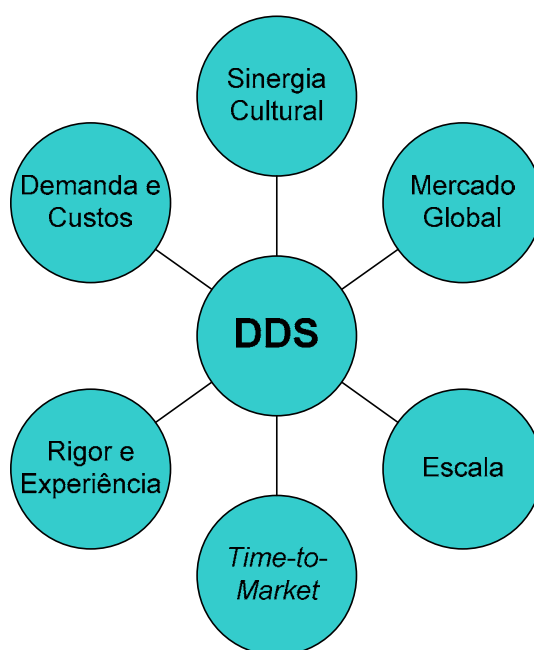 Sinergia
Cultural
Demanda e
Custos
Mercado
Global
DDS
Rigor e
Experiência
Escala
Time-to-
Market